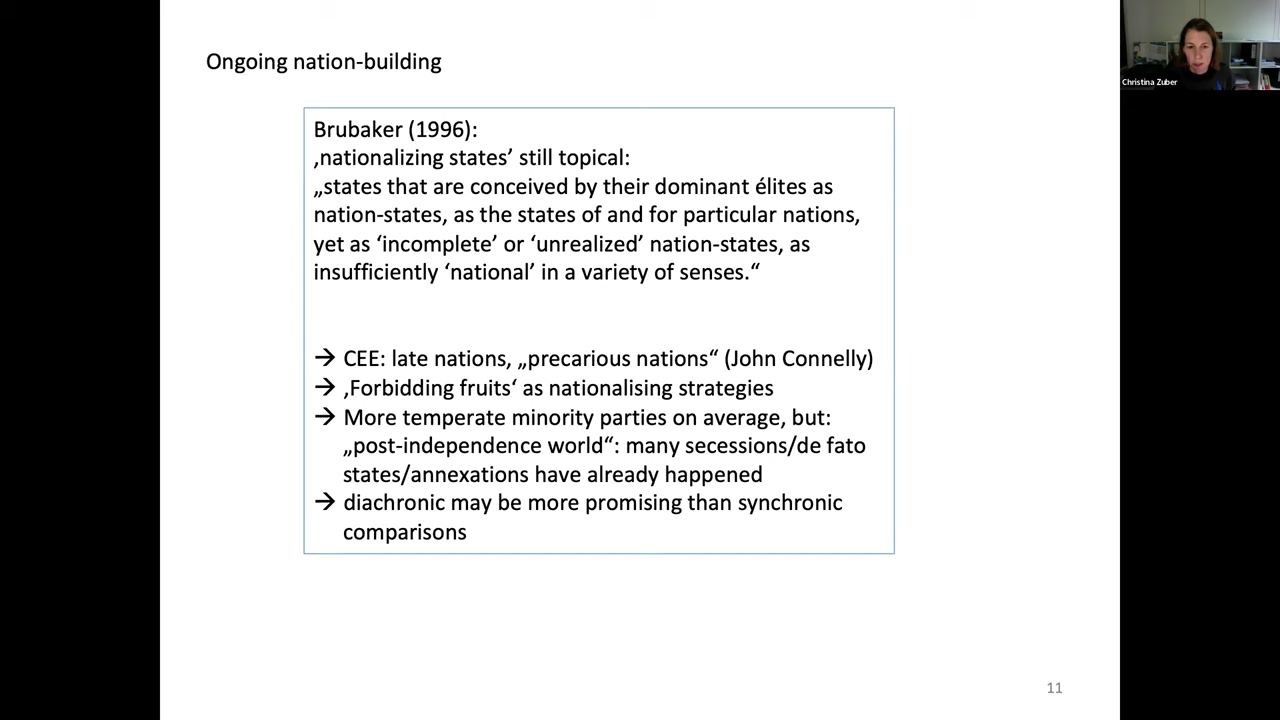 Ongoing nation-building
Christina Zuber
Brubaker (1996):
‚nationalizing states’ still topical:
„states that are conceived by their dominant élites as
nation-states, as the states of and for particular nations,
yet as ‘incomplete’ or ‘unrealized’ nation-states, as
insufficiently ‘national’ in a variety of senses.“
→ CEE: late nations, „precarious nations“ (John Connelly)
→ ‚Forbidding fruits‘ as nationalising strategies
→ More temperate minority parties on average, but:
„post-independence world“: many secessions/de fato
states/annexations have already happened
→ diachronic may be more promising than synchronic
comparisons
11